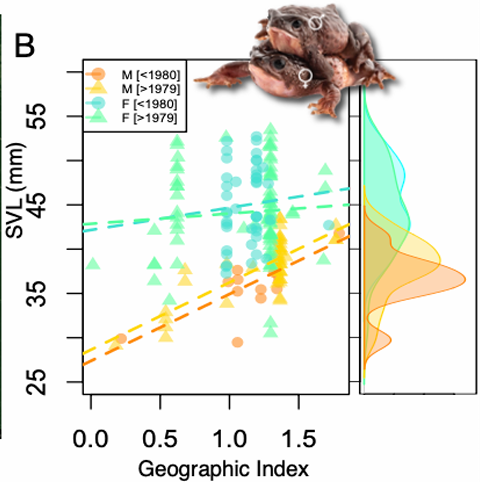 B
M [<1980]
M [>1979]
F [<1980]
F [>1979]
SVL (mm)
55
45
35
25
0.0 0.5 1.0 1.5
Geographic Index
♂
♀